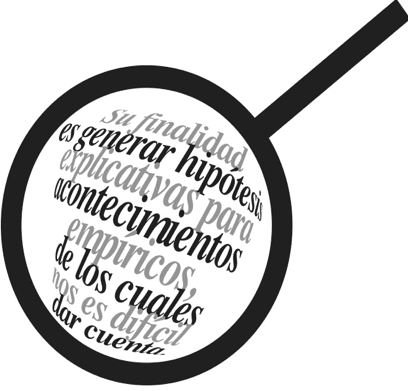 Su finalidad
es generar hipótesis
explicativas para
acontecimientos
empíricos,
de los cuales
nos es difícil
dar cuenta.